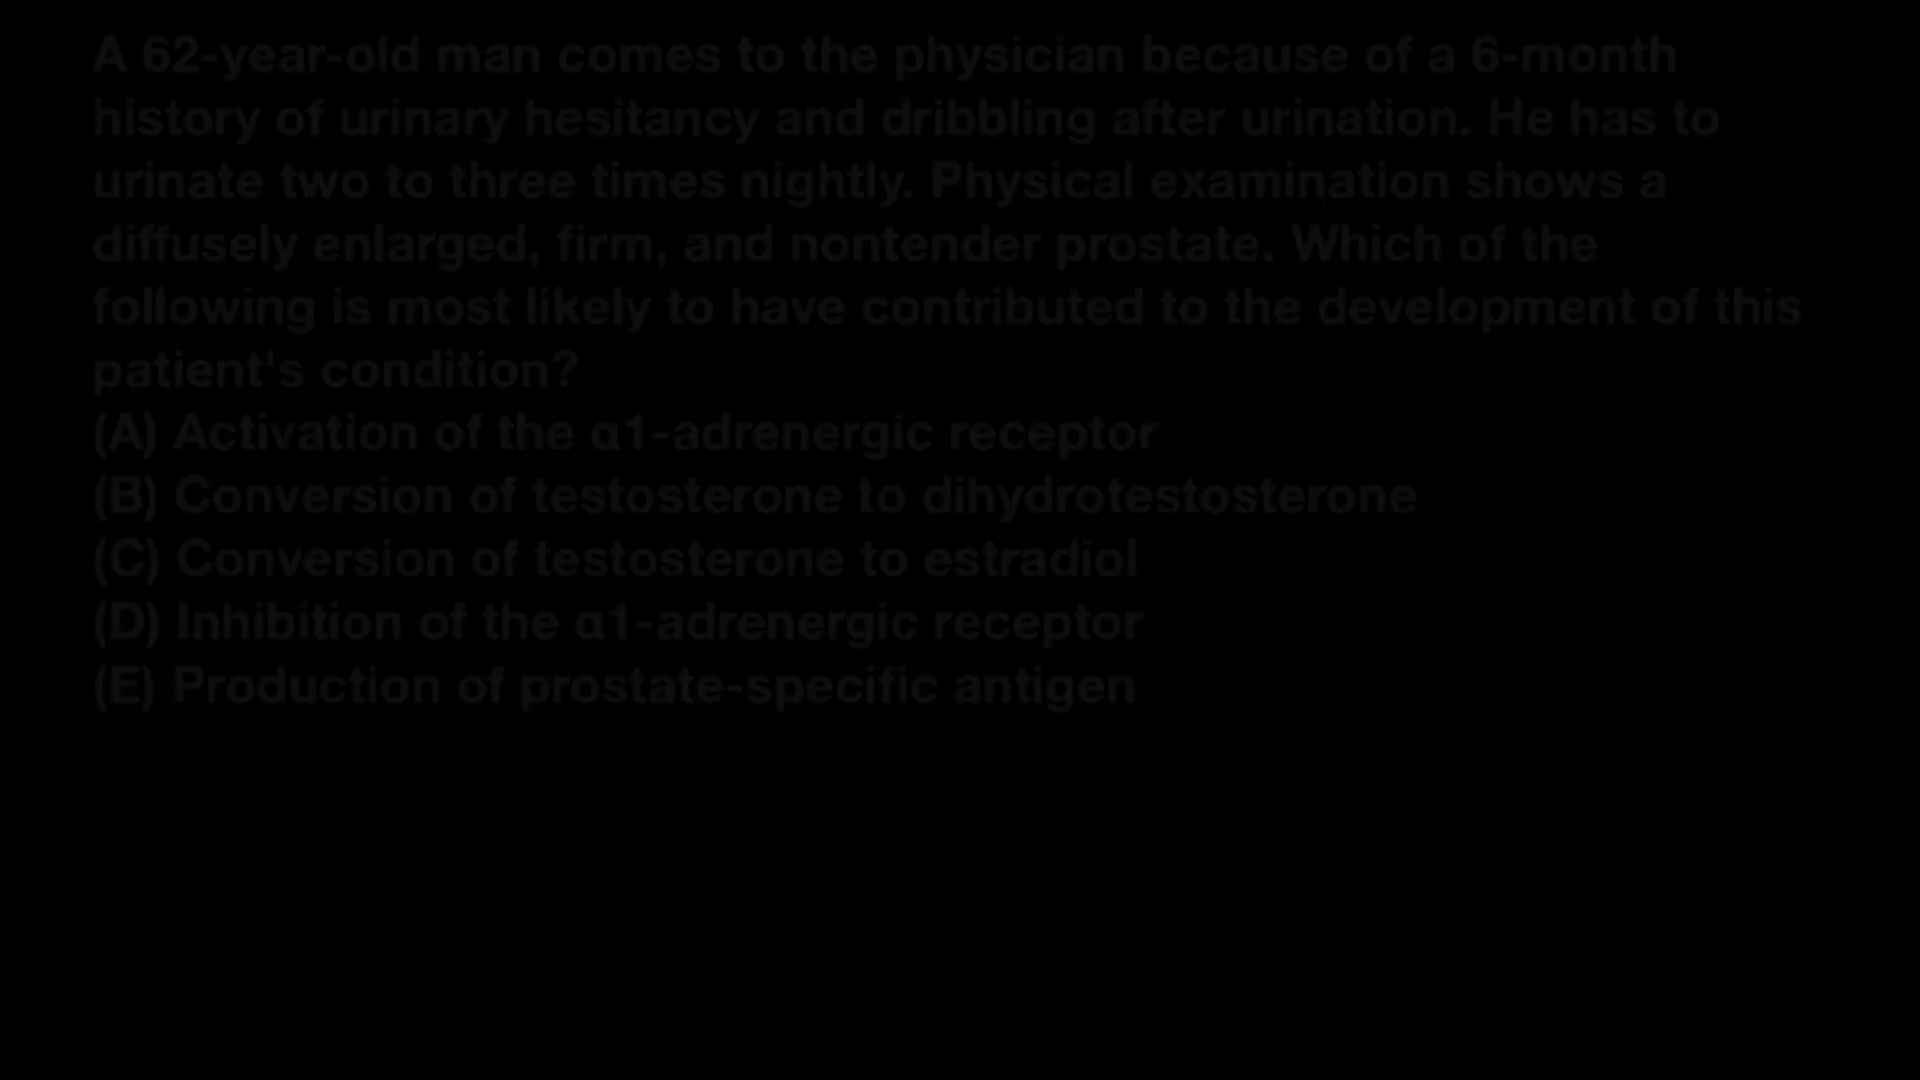 A 62-year-old man comes to the physician because of a 6-month
history of urinary hesitancy and dribbling after urination. He has to
urinate two to three times nightly. Physical examination shows a
diffusely enlarged, firm, and nontender prostate. Which of the
following is most likely to have contributed to the development of this
patient's condition?
(A) Activation of the α1-adrenergic receptor
(B) Conversion of testosterone to dihydrotestosterone
(C) Conversion of testosterone to estradiol
(D) Inhibition of the α1-adrenergic receptor
(E) Production of prostate-specific antigen